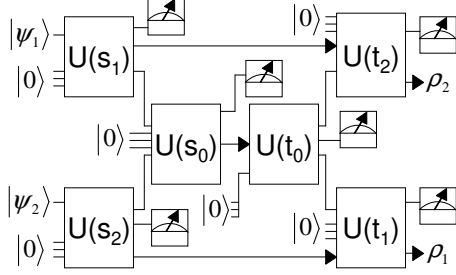 |ψ₁⟩ U(s₁) |0⟩
|0⟩ U(t₂) ρ₂
|0⟩ U(s₀) U(t₀) |0⟩
|ψ₂⟩ U(s₂) |0⟩
|0⟩ U(t₁) ρ₁